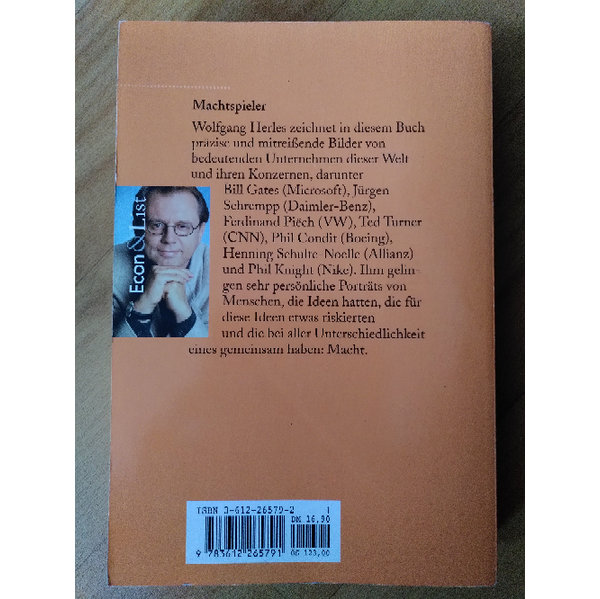 Machtspieler
Wolfgang Herles zeichnet in diesem Buch
präzise und mitreißende Bilder von
bedeutenden Unternehmen dieser Welt
und ihren Konzernen, darunter
Bill Gates (Microsoft), Jürgen
Schrempp (Daimler-Benz),
Ferdinand Piëch (VW), Ted Turner
(CNN), Phil Condit (Boeing),
Henning Schulte-Noelle (Allianz)
und Phil Knight (Nike). Ihm gelin-
gen sehr persönliche Porträts von
Menschen, die Ideen hatten, die für
diese Ideen etwas riskierten
und die bei aller Unterschiedlichkeit
eines gemeinsam haben: Macht.
Econ & List
ISBN 3-612-26579-2 1
DM 16,90
9 783612 265791 ÖS 123,00